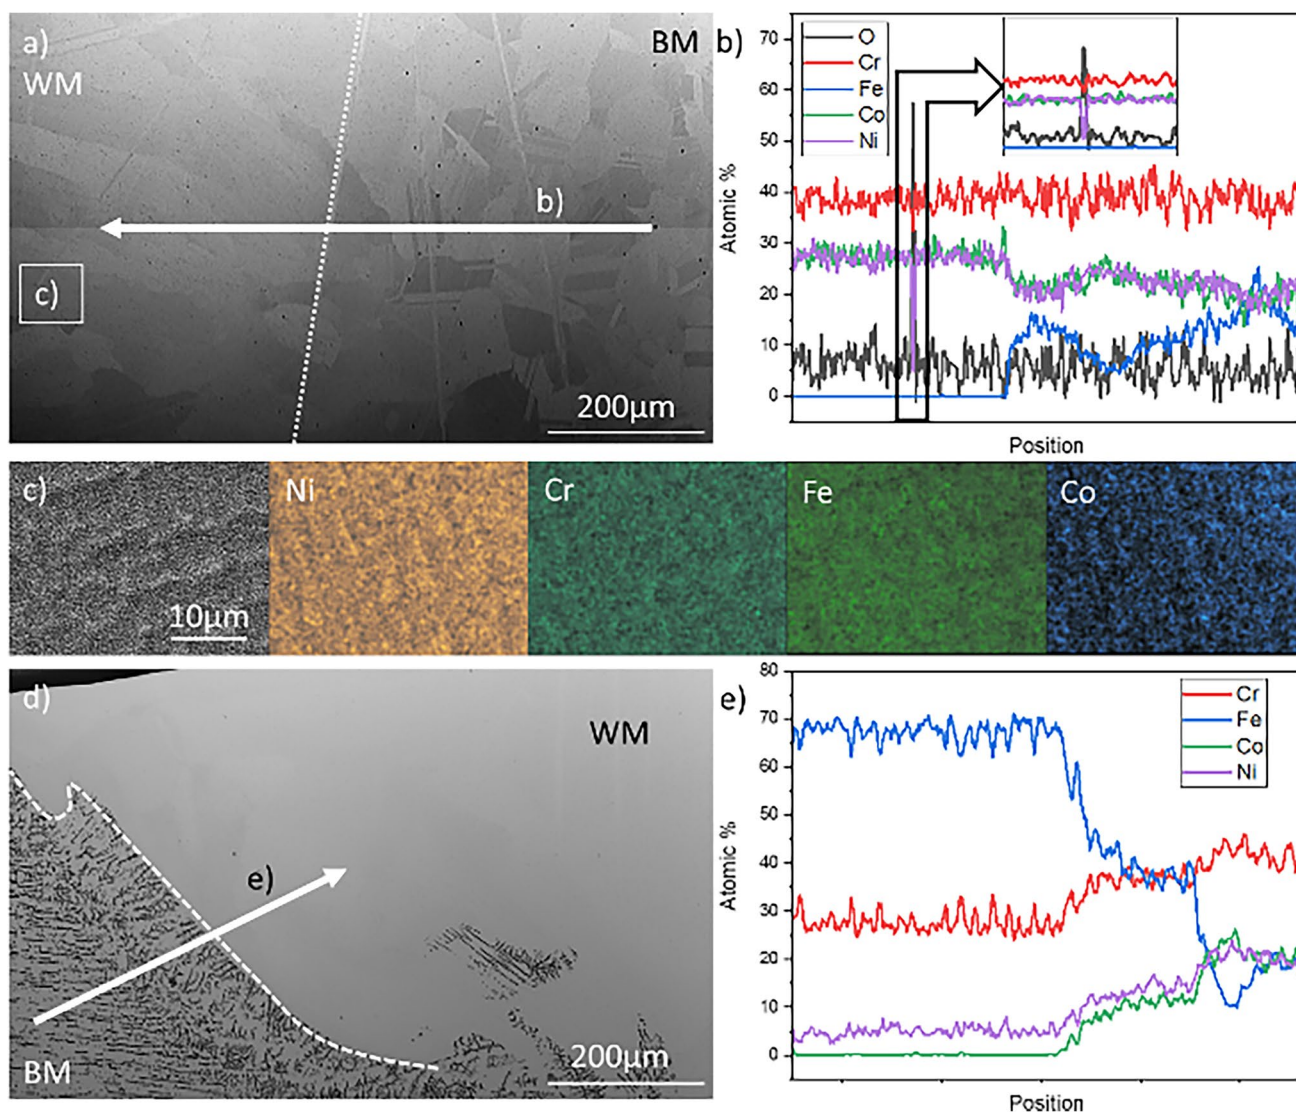 a)
WM
BM
b)
c)
200μm
b)
O
Cr
Fe
Co
Ni
70
60
50
40
30
20
10
0
Atomic %
Position
c)
10μm
Ni
Cr
Fe
Co
d)
WM
e)
BM
200μm
e)
Cr
Fe
Co
Ni
80
70
60
50
40
30
20
10
0
Atomic %
Position